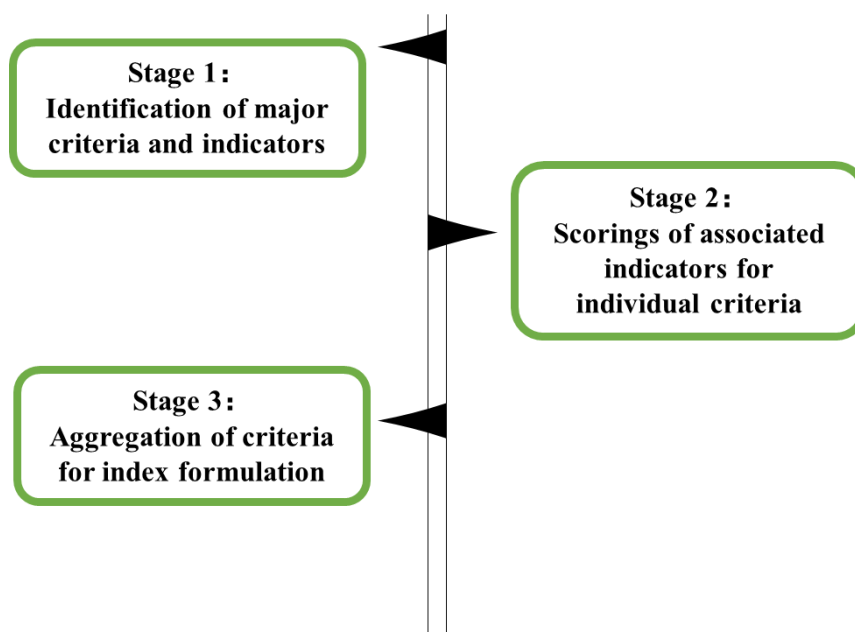 Stage 1：
Identification of major
criteria and indicators
Stage 2：
Scorings of associated
indicators for
individual criteria
Stage 3：
Aggregation of criteria
for index formulation